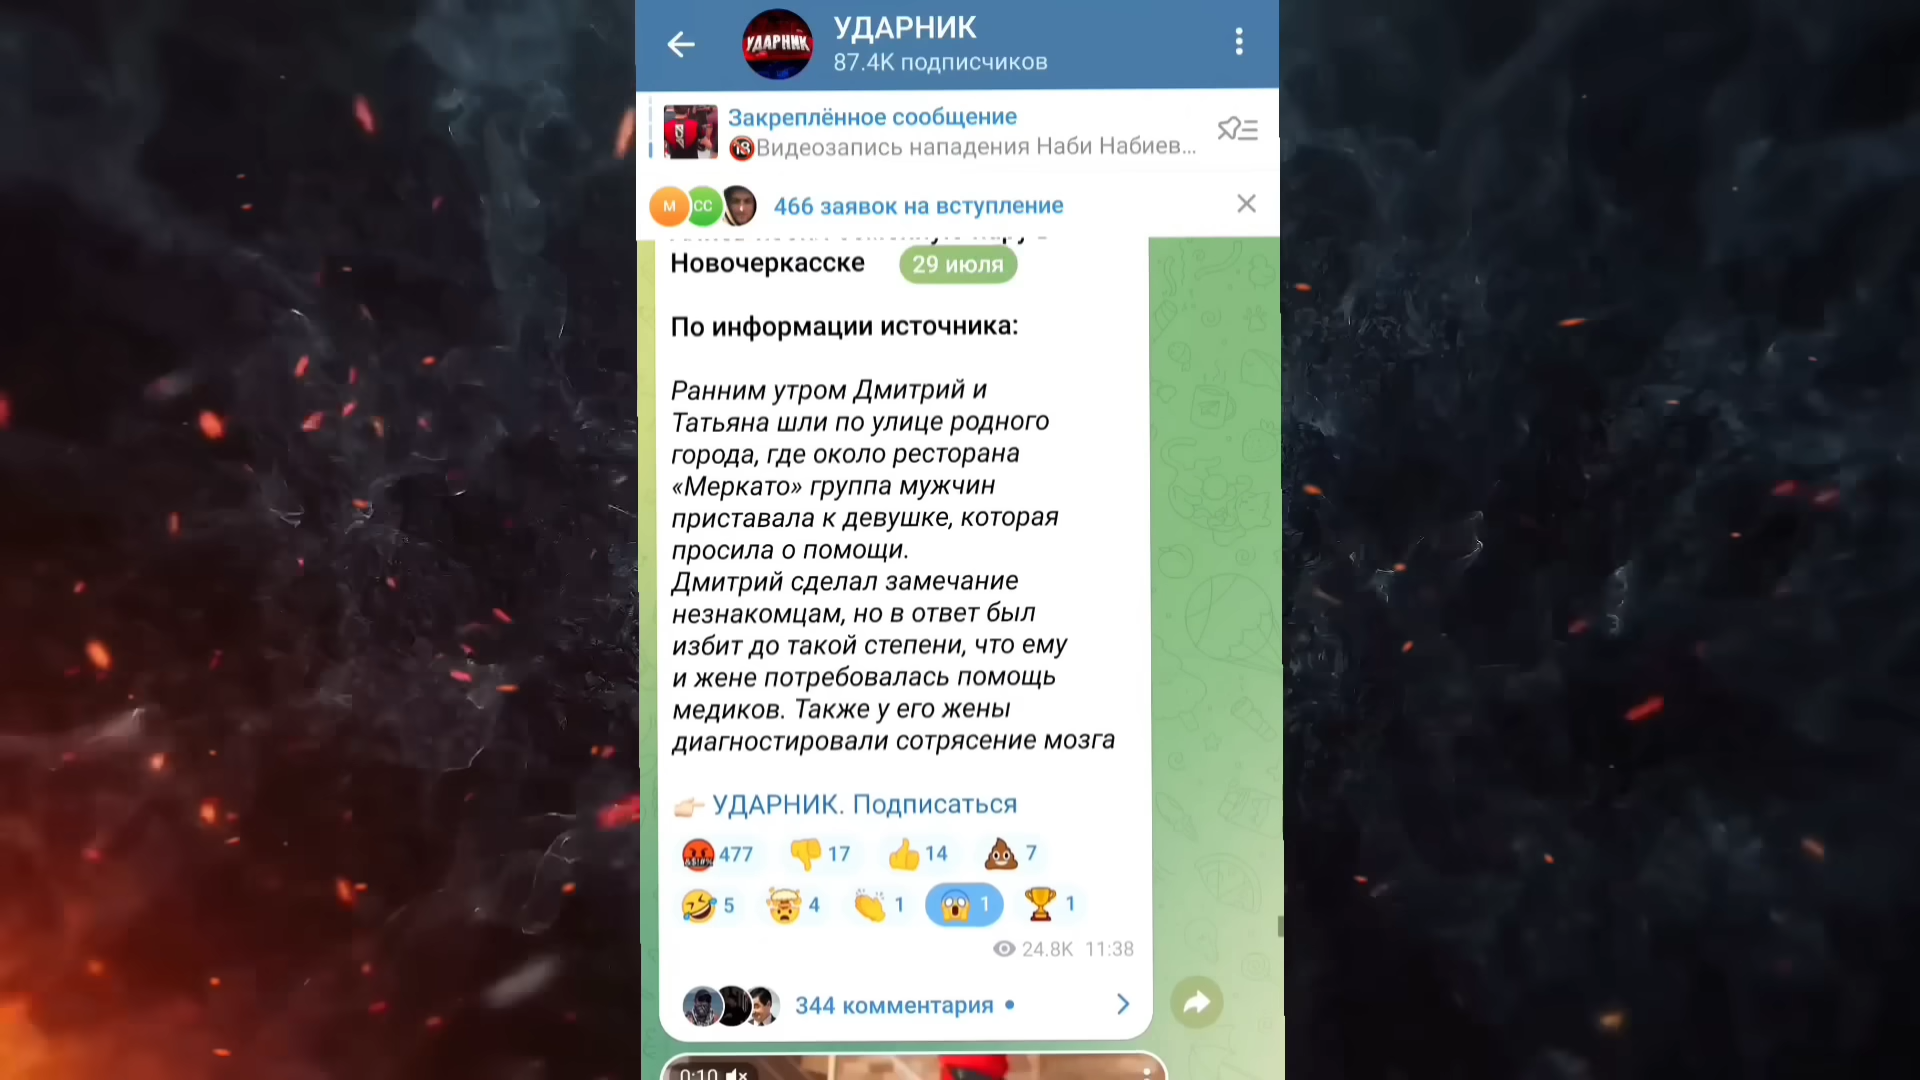 УДАРНИК
УДАРНИК
87.4K подписчиков
Закреплённое сообщение
🔞Видеозапись нападения Наби Набиев...
М
СС
466 заявок на вступление
Новочеркасске
29 июля
По информации источника:
Ранним утром Дмитрий и
Татьяна шли по улице родного
города, где около ресторана
«Меркато» группа мужчин
приставала к девушке, которая
просила о помощи.
Дмитрий сделал замечание
незнакомцам, но в ответ был
избит до такой степени, что ему
и жене потребовалась помощь
медиков. Также у его жены
диагностировали сотрясение мозга
👉🏻 УДАРНИК. Подписаться
🤬 477 👎 17 👍 14 💩 7
🤣 5 🤯 4 👏 1 😱 1 🏆 1
24.8K 11:38
344 комментария
0:10